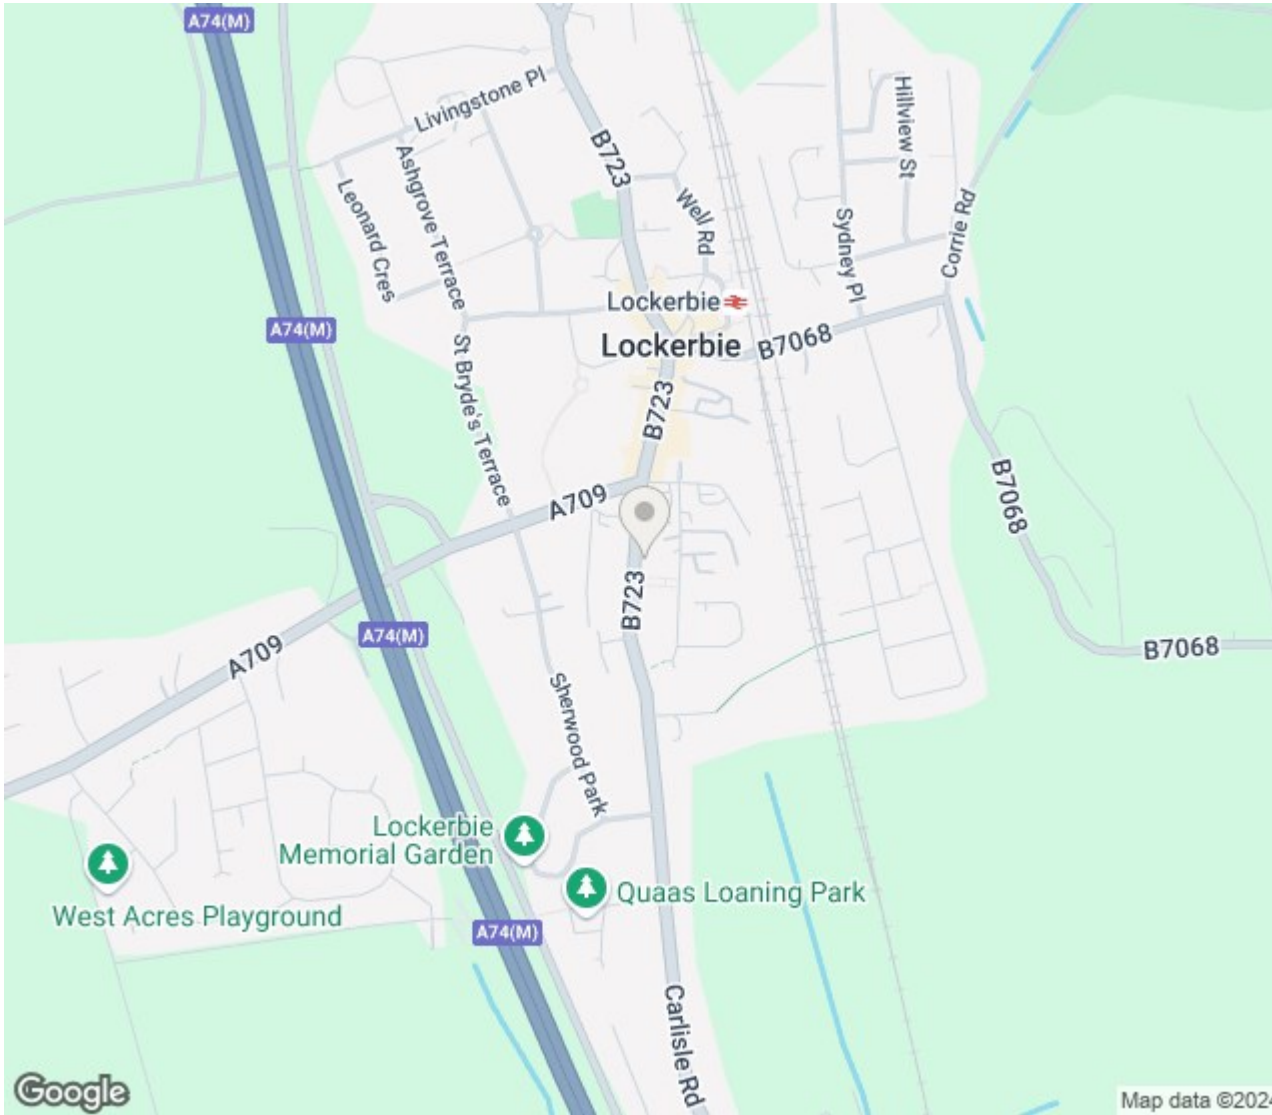 A74(M)
Livingstone Pl
B723
Hillview St
Ashgrove Terrace
Leonard Cres
Well Rd
Sydney Pl
Corrie Rd
Lockerbie
A74(M)
Lockerbie
B7068
St Bryde's Terrace
B723
A709
B7068
B723
A74(M)
A709
B7068
Sherwood Park
Lockerbie
Memorial Garden
Quaas Loaning Park
West Acres Playground
A74(M)
Carlisle Rd
Google
Map data ©2024